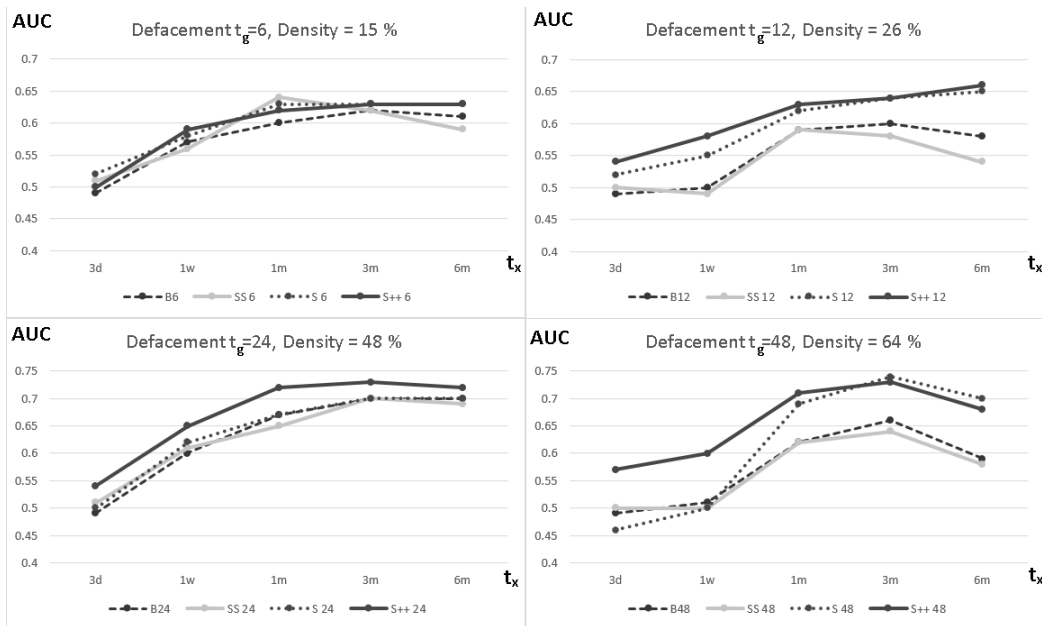 AUC
Defacement tg=6, Density = 15 %
0.7
0.65
0.6
0.55
0.5
0.45
0.4
3d 1w 1m 3m 6m tx
B6 SS 6 S 6 S++ 6
AUC
Defacement tg=12, Density = 26 %
0.7
0.65
0.6
0.55
0.5
0.45
0.4
3d 1w 1m 3m 6m tx
B12 SS 12 S 12 S++ 12
AUC
Defacement tg=24, Density = 48 %
0.75
0.7
0.65
0.6
0.55
0.5
0.45
0.4
3d 1w 1m 3m 6m tx
B24 SS 24 S 24 S++ 24
AUC
Defacement tg=48, Density = 64 %
0.75
0.7
0.65
0.6
0.55
0.5
0.45
0.4
3d 1w 1m 3m 6m tx
B48 SS 48 S 48 S++ 48